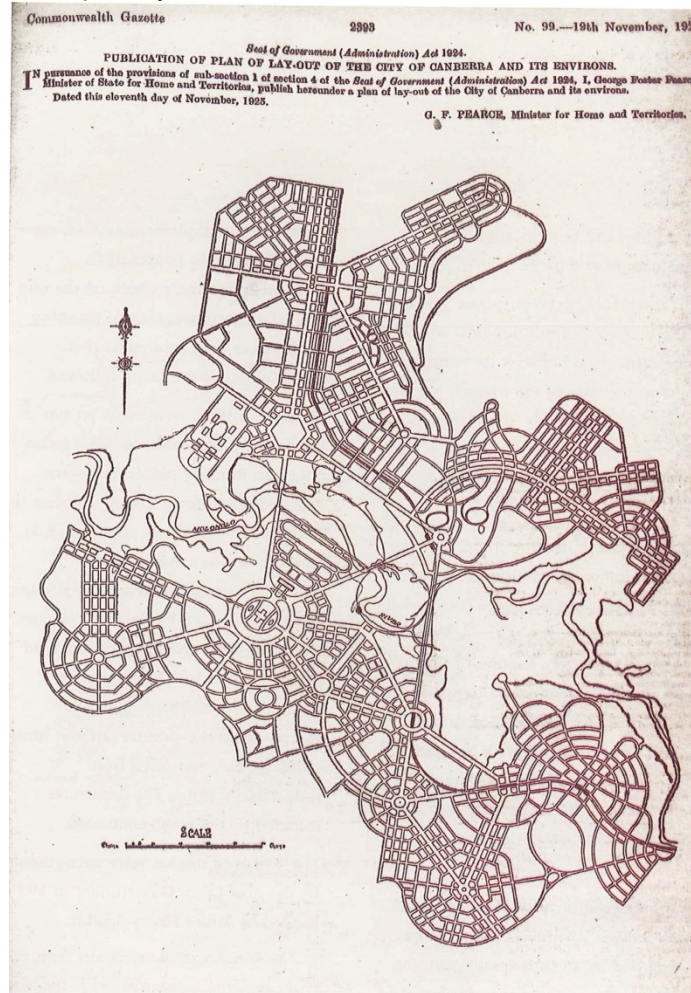 Commonwealth Gazette
2393
No. 99.—19th November, 19
Seat of Government (Administration) Act 1924.
PUBLICATION OF PLAN OF LAY-OUT OF THE CITY OF CANBERRA AND ITS ENVIRONS.
IN pursuance of the provisions of sub-section 1 of section 4 of the Seat of Government (Administration) Act 1924, I, George Foster Pearc
Minister of State for Home and Territories, publish hereunder a plan of lay-out of the City of Canberra and its environs.
Dated this eleventh day of November, 1925.
G. F. PEARCE, Minister for Home and Territories.
MOLONGLO
RIVER
SCALE